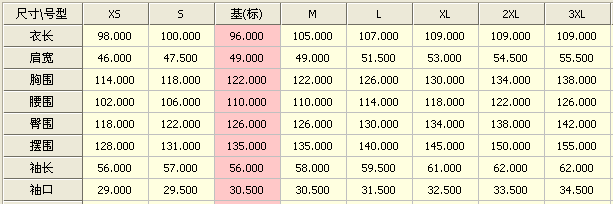 尺寸\号型 XS S 基(标) M L XL 2XL 3XL
衣长 98.000 100.000 96.000 105.000 107.000 109.000 109.000 109.000
肩宽 46.000 47.500 49.000 49.000 51.500 53.000 54.500 55.500
胸围 114.000 118.000 122.000 122.000 126.000 130.000 134.000 138.000
腰围 102.000 106.000 110.000 110.000 114.000 118.000 122.000 126.000
臀围 118.000 122.000 126.000 126.000 130.000 134.000 138.000 142.000
摆围 128.000 131.000 135.000 135.000 140.000 145.000 150.000 155.000
袖长 56.000 57.000 56.000 58.000 59.500 61.000 62.000 62.000
袖口 29.000 29.500 30.500 30.500 31.500 32.500 33.500 34.500